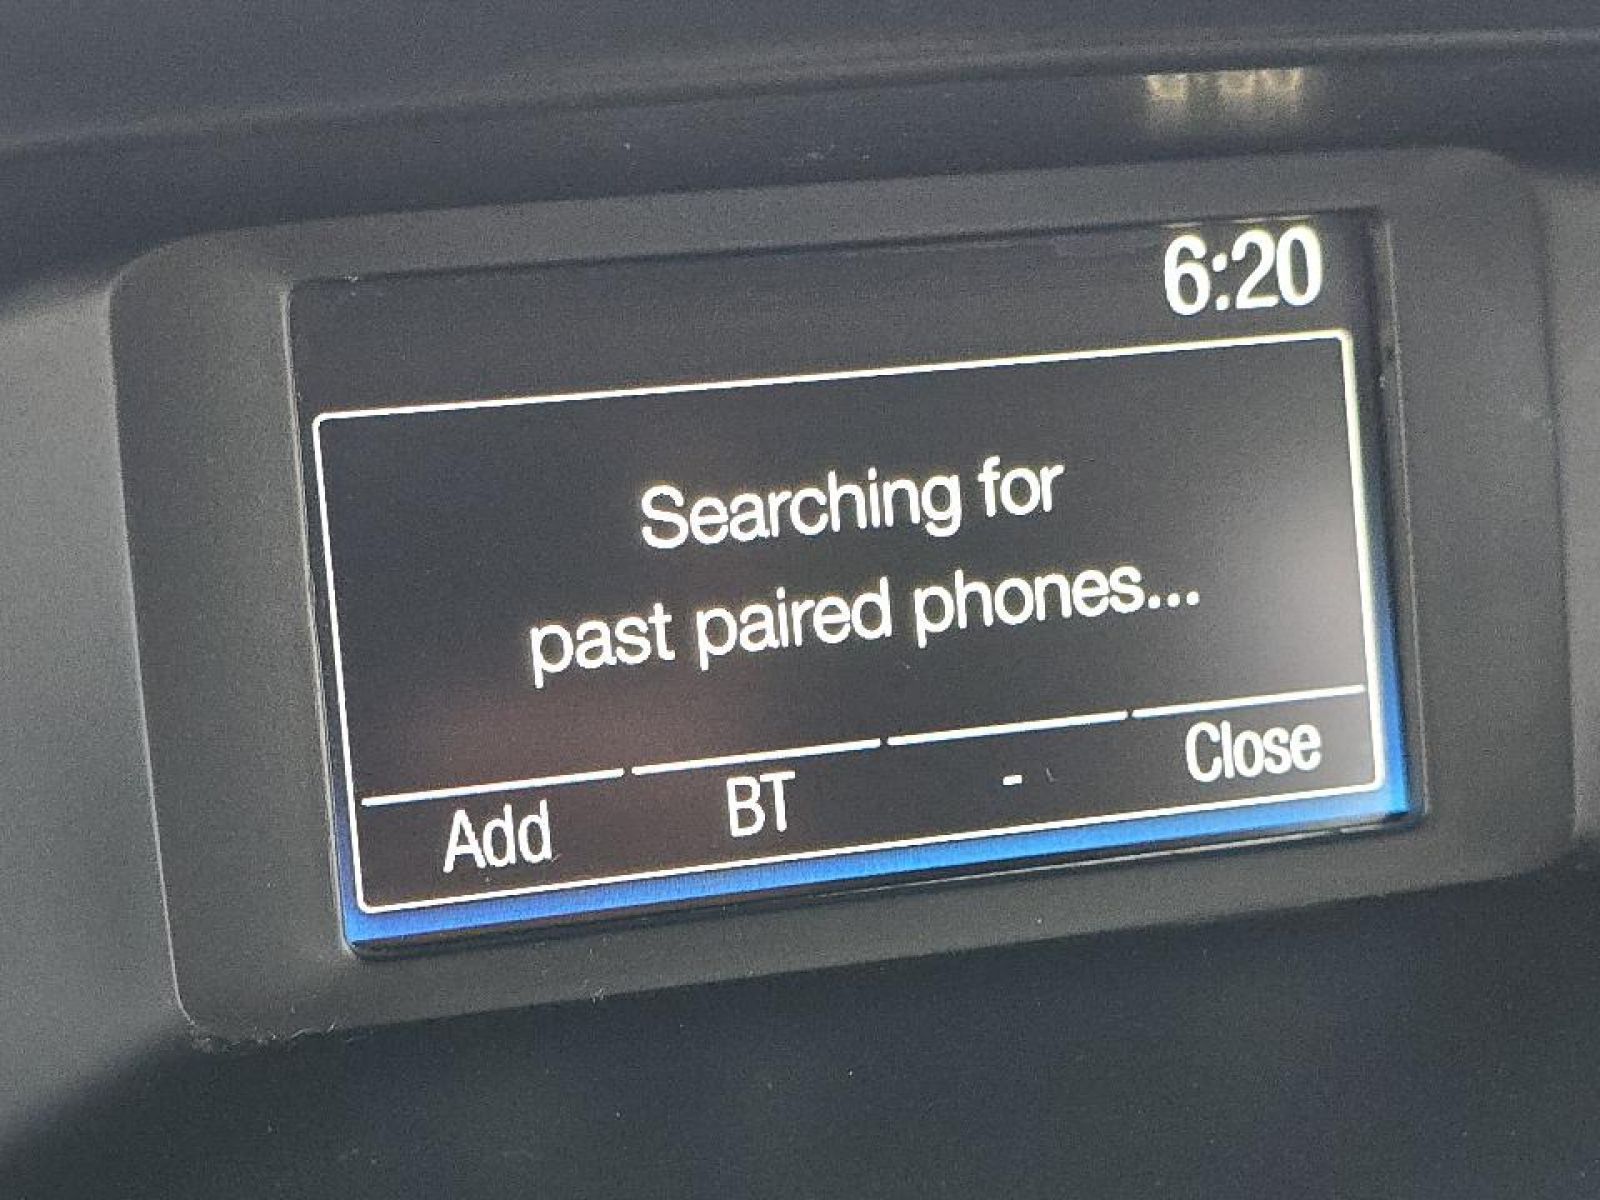 6:20
Searching for
past paired phones...
Add BT - Close